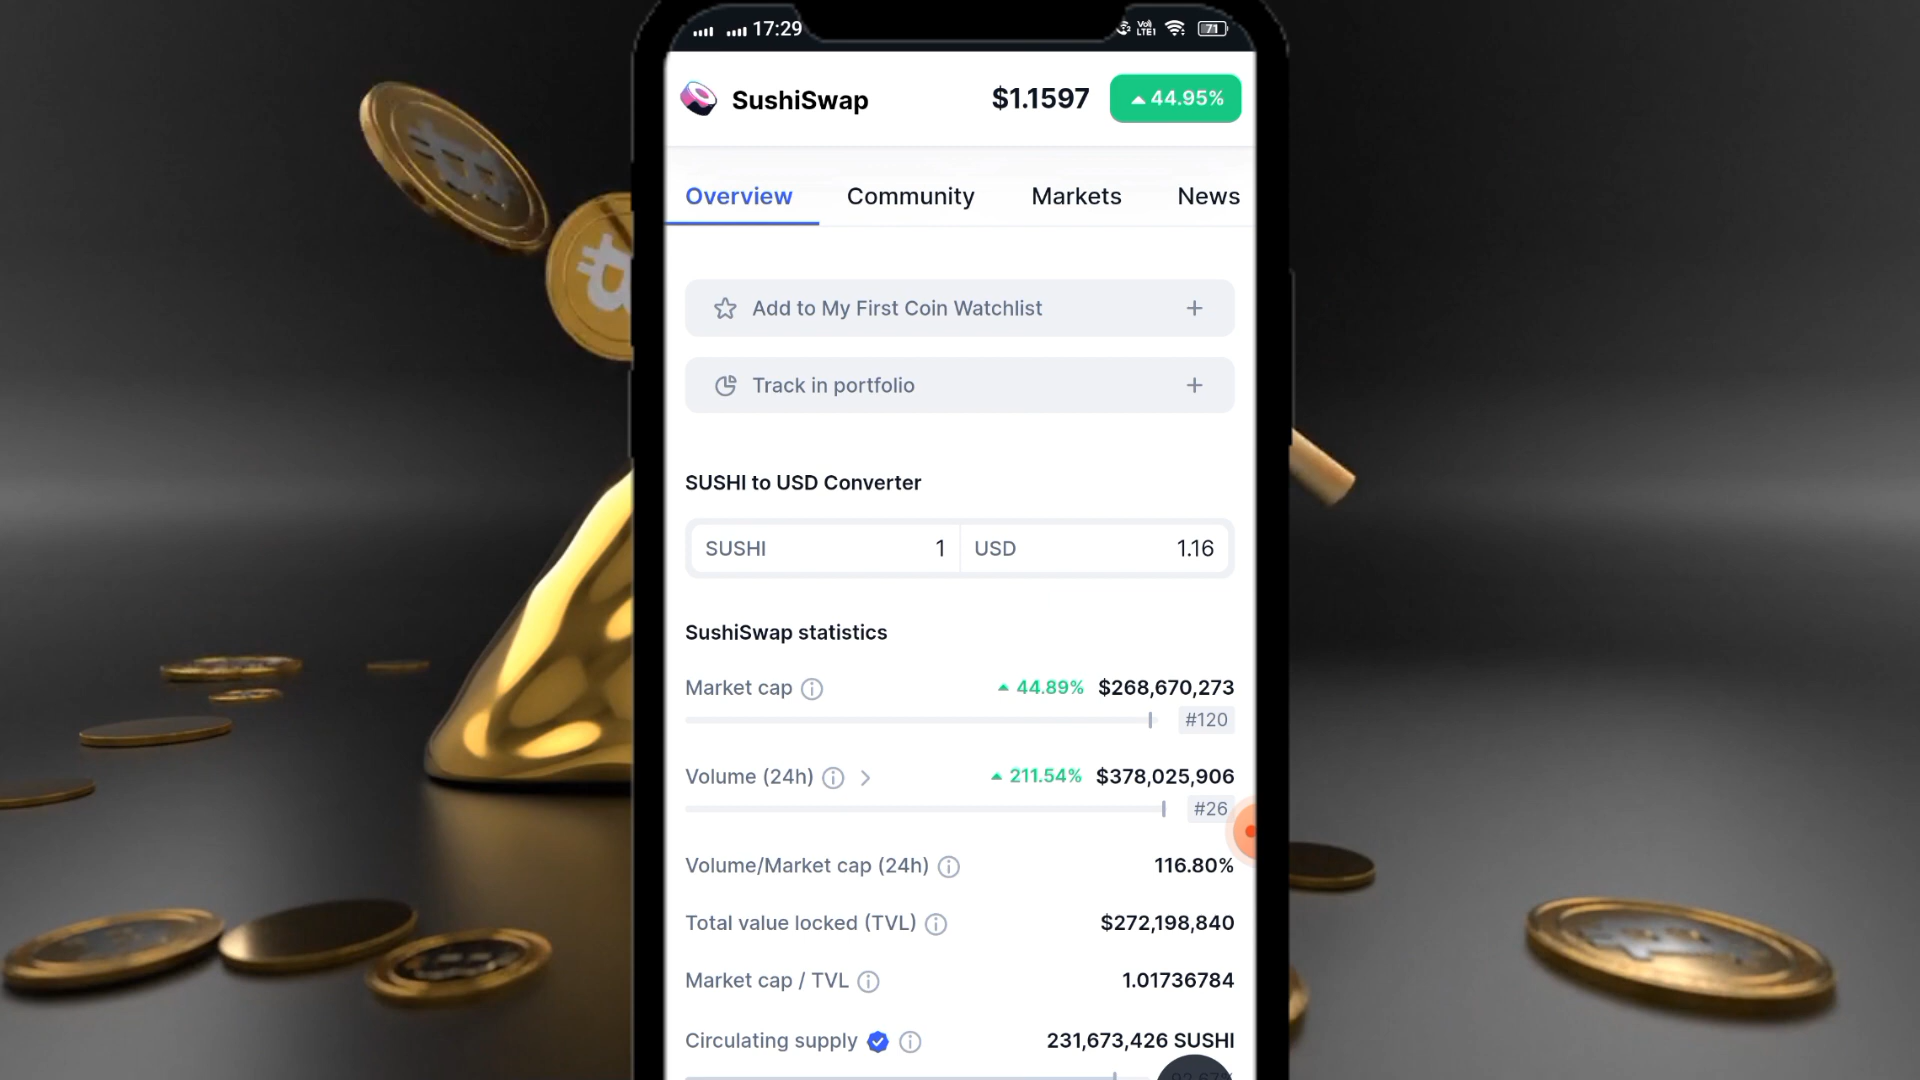 17:29 Vol) LTE1 71
SushiSwap $1.1597 44.95%
Overview Community Markets News
Add to My First Coin Watchlist +
Track in portfolio +
SUSHI to USD Converter
SUSHI 1 USD 1.16
SushiSwap statistics
Market cap 44.89% $268,670,273
#120
Volume (24h) 211.54% $378,025,906
#26
Volume/Market cap (24h) 116.80%
Total value locked (TVL) $272,198,840
Market cap / TVL 1.01736784
Circulating supply 231,673,426 SUSHI